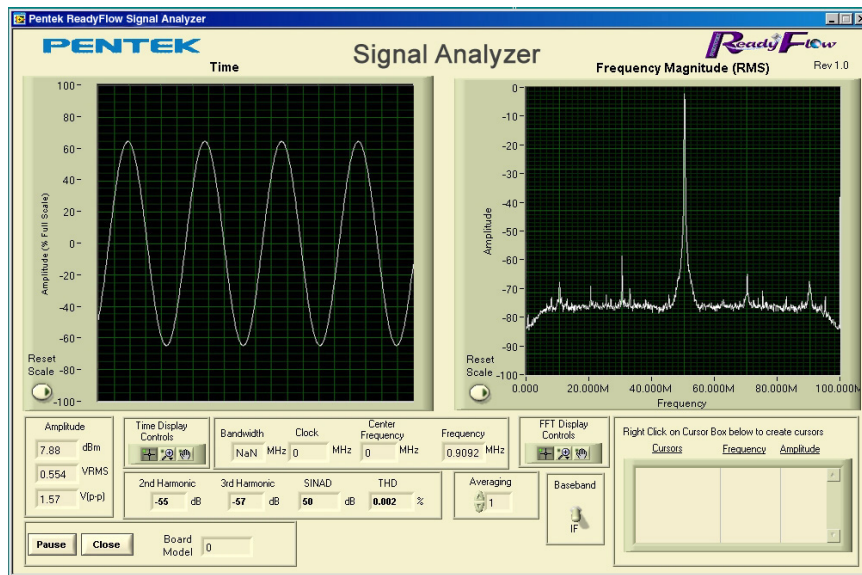 Pentek ReadyFlow Signal Analyzer
PENTEK
Signal Analyzer
ReadyFlow
Rev 1.0
Time
Frequency Magnitude (RMS)
100
80
60
40
20
0
-20
-40
-60
-80
-100
Amplitude (% Full Scale)
Reset
Scale
0
-10
-20
-30
-40
-50
-60
-70
-80
-90
-100
Amplitude
Reset
Scale
0.000
20.000M
40.000M
60.000M
80.000M
100.000M
Frequency
Amplitude
7.88 dBm
0.554 VRMS
1.57 V(p-p)
Time Display
Controls
Bandwidth
NaN MHz
Clock
0 MHz
Center
Frequency
0 MHz
Frequency
0.9092 MHz
FFT Display
Controls
2nd Harmonic
-55 dB
3rd Harmonic
-57 dB
SINAD
50 dB
THD
0.002 %
Averaging
1
Baseband
IF
Right Click on Cursor Box below to create cursors
Cursors Frequency Amplitude
Pause
Close
Board
Model
0